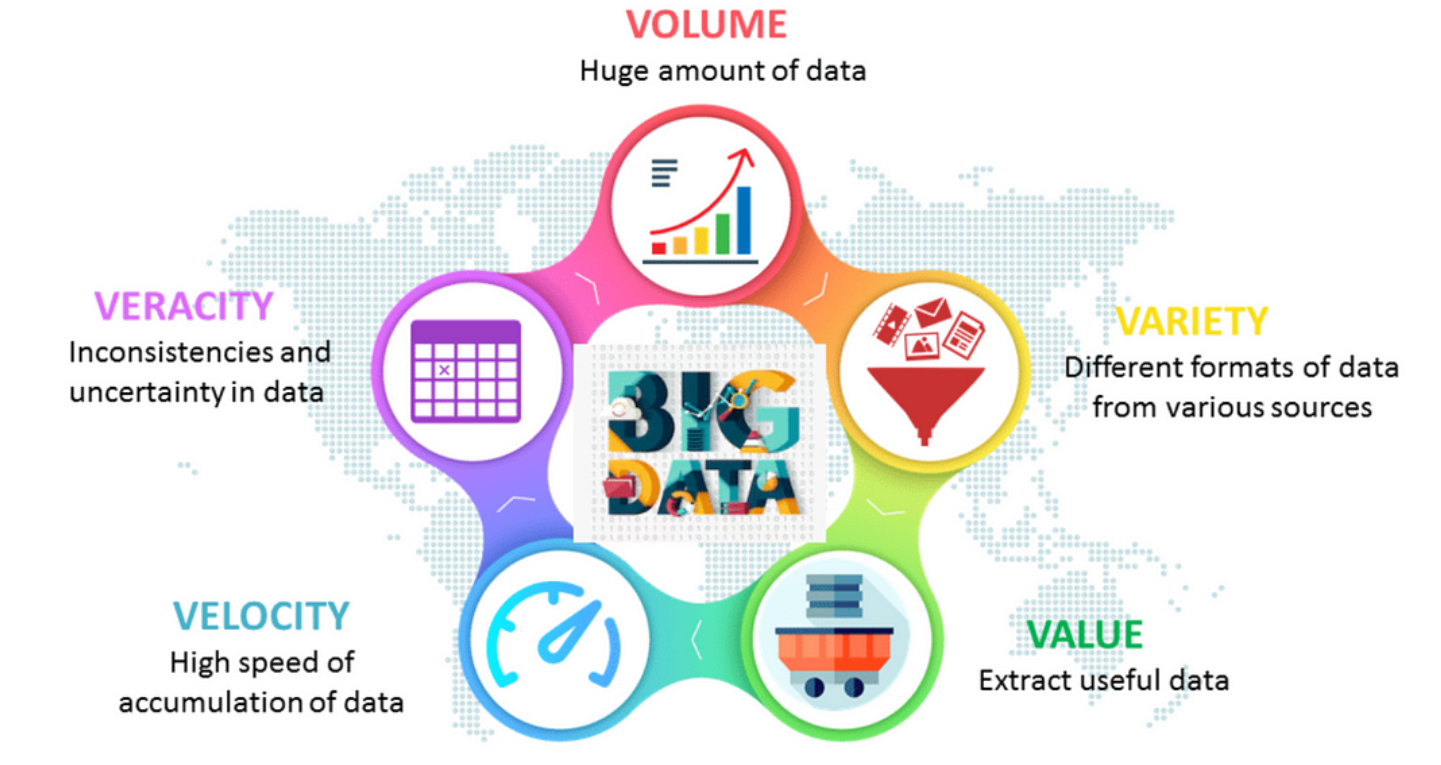 VOLUME
Huge amount of data
VERACITY
Inconsistencies and
uncertainty in data
VARIETY
Different formats of data
from various sources
BIG
DATA
VELOCITY
High speed of
accumulation of data
VALUE
Extract useful data